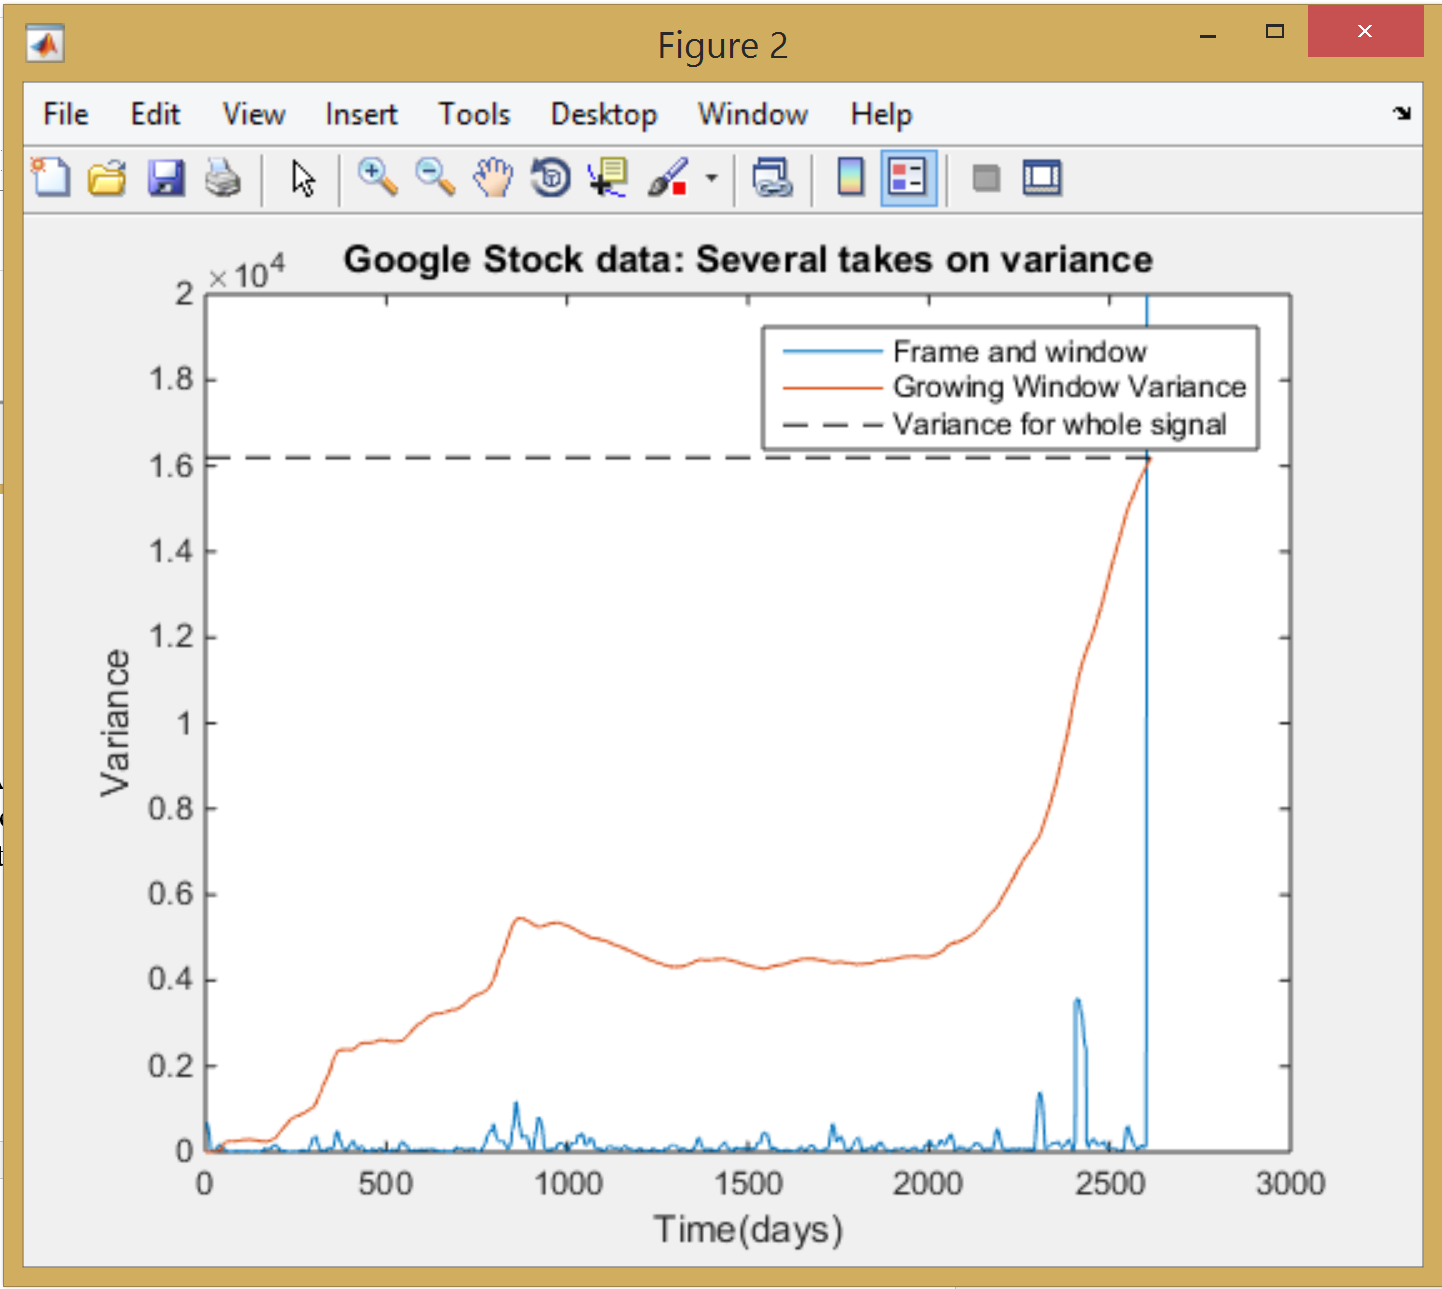 Figure 2
File Edit View Insert Tools Desktop Window Help
Google Stock data: Several takes on variance
×10⁴
2
1.8
1.6
1.4
1.2
1
0.8
0.6
0.4
0.2
0
Variance
Frame and window
Growing Window Variance
Variance for whole signal
0 500 1000 1500 2000 2500 3000
Time(days)